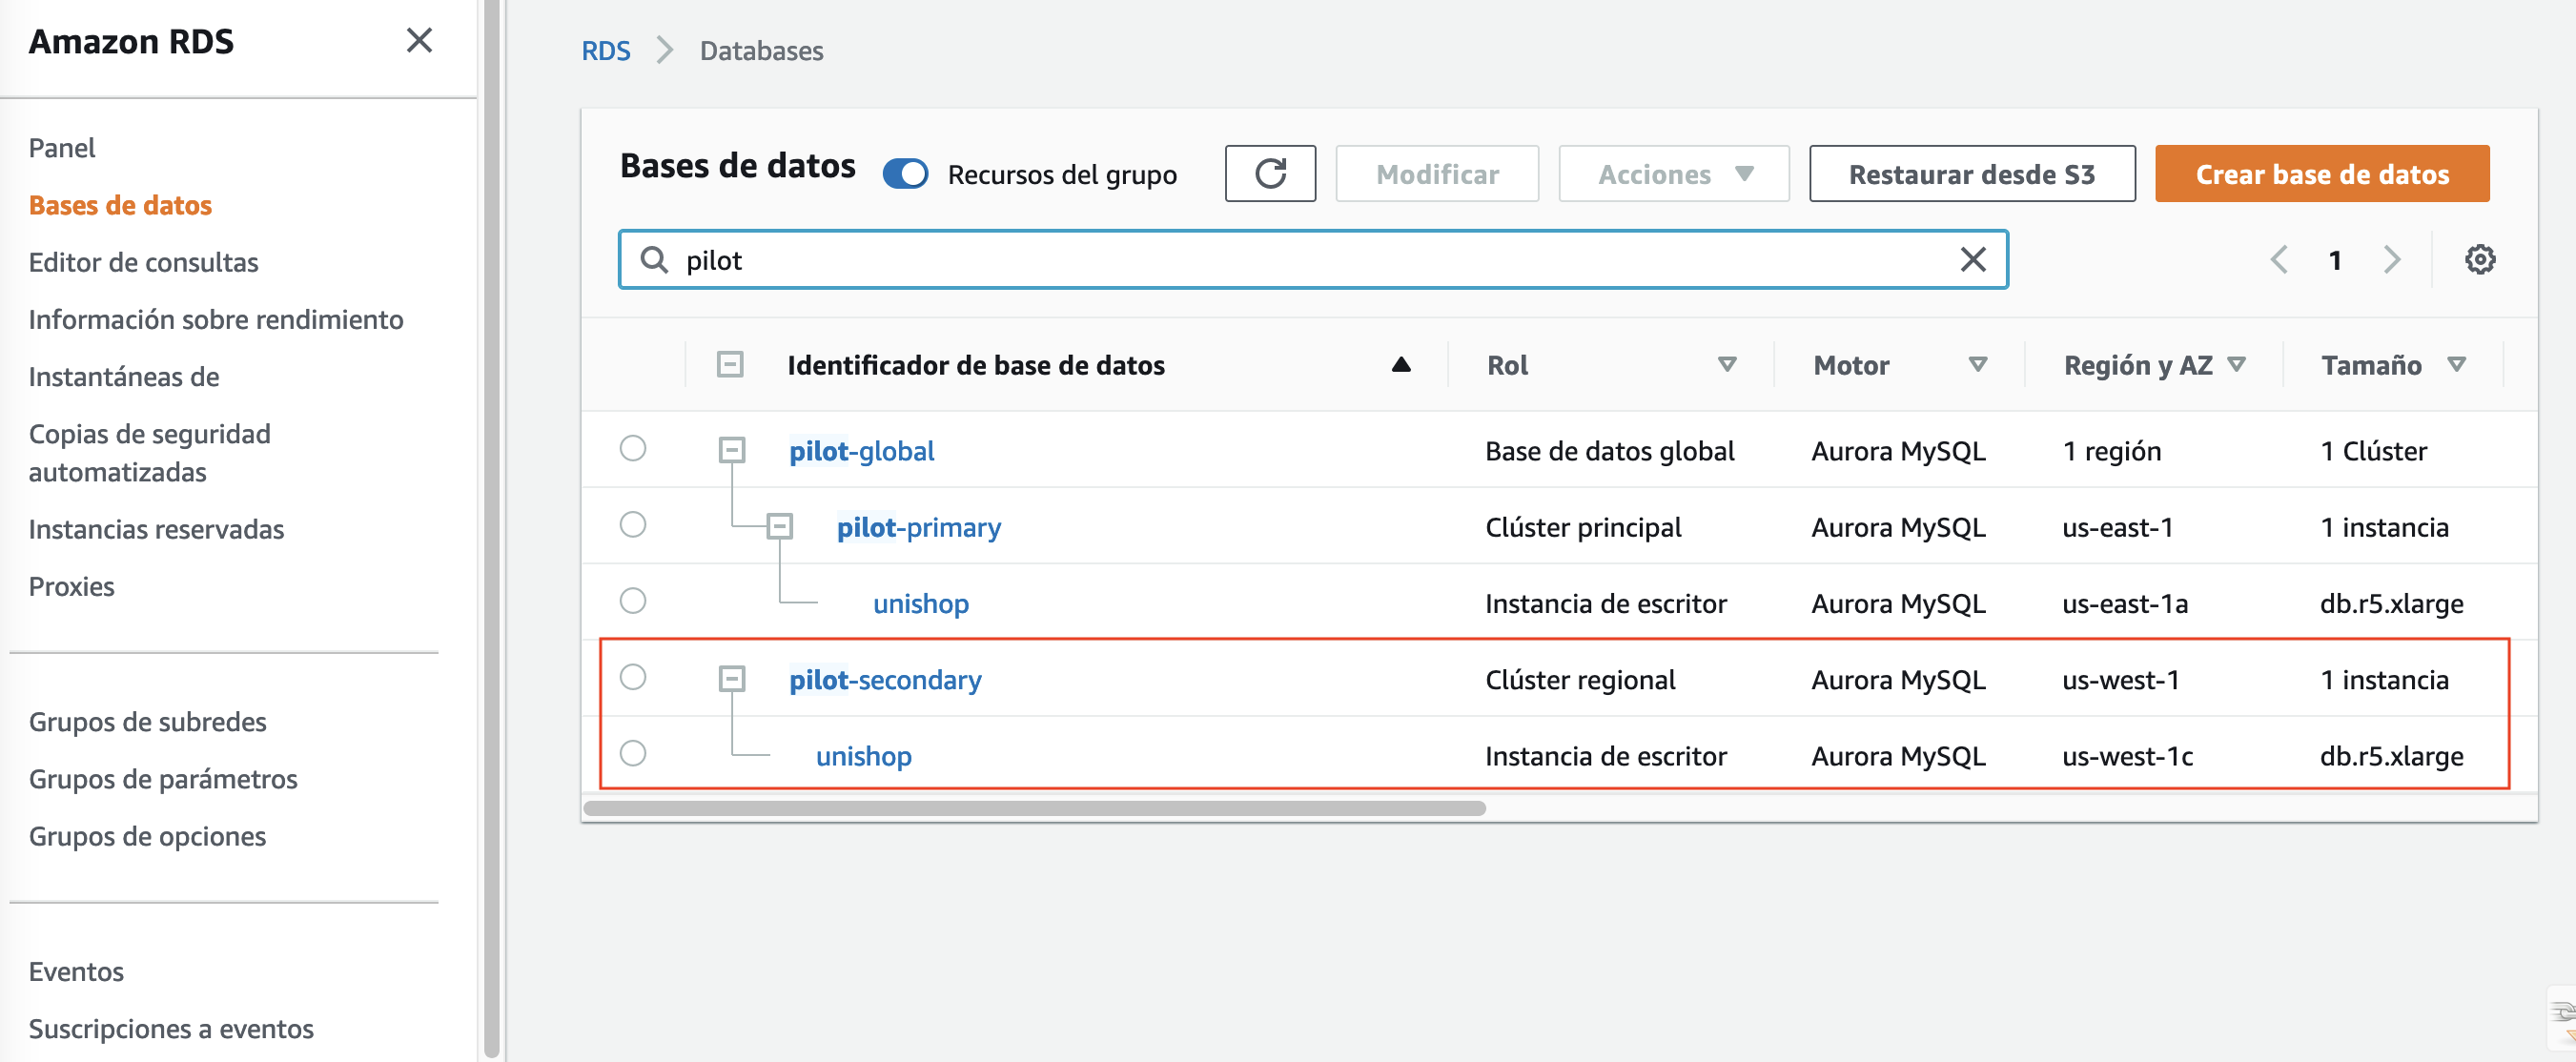 Amazon RDS
Panel
Bases de datos
Editor de consultas
Información sobre rendimiento
Instantáneas de
Copias de seguridad
automatizadas
Instancias reservadas
Proxies
Grupos de subredes
Grupos de parámetros
Grupos de opciones
Eventos
Suscripciones a eventos
RDS > Databases
Bases de datos Recursos del grupo Modificar Acciones Restaurar desde S3 Crear base de datos
pilot 1
Identificador de base de datos Rol Motor Región y AZ Tamaño
pilot-global Base de datos global Aurora MySQL 1 región 1 Clúster
pilot-primary Clúster principal Aurora MySQL us-east-1 1 instancia
unishop Instancia de escritor Aurora MySQL us-east-1a db.r5.xlarge
pilot-secondary Clúster regional Aurora MySQL us-west-1 1 instancia
unishop Instancia de escritor Aurora MySQL us-west-1c db.r5.xlarge